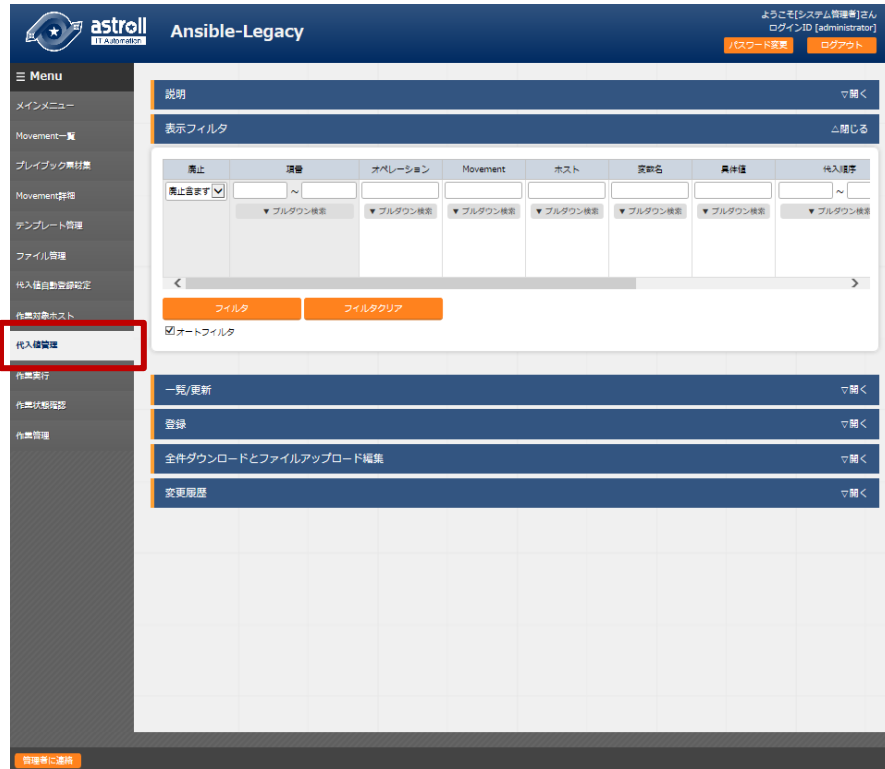 astroll
IT Automation
Ansible-Legacy
ようこそ[システム管理者]さん
ログインID [administrator]
パスワード変更
ログアウト
☰ Menu
メインメニュー
Movement一覧
プレイブック素材集
Movement詳細
テンプレート管理
ファイル管理
代入値自動登録設定
作業対象ホスト
代入値管理
作業実行
作業状態確認
作業管理
説明 ▽開く
表示フィルタ △閉じる
廃止 項番 オペレーション Movement ホスト 変数名 具体値 代入順序
廃止含まず ～ ～
▼ プルダウン検索 ▼ プルダウン検索 ▼ プルダウン検索 ▼ プルダウン検索 ▼ プルダウン検索 ▼ プルダウン検索 ▼ プルダウン検索
フィルタ フィルタクリア
オートフィルタ
一覧/更新 ▽開く
登録 ▽開く
全件ダウンロードとファイルアップロード編集 ▽開く
変更履歴 ▽開く
管理者に連絡